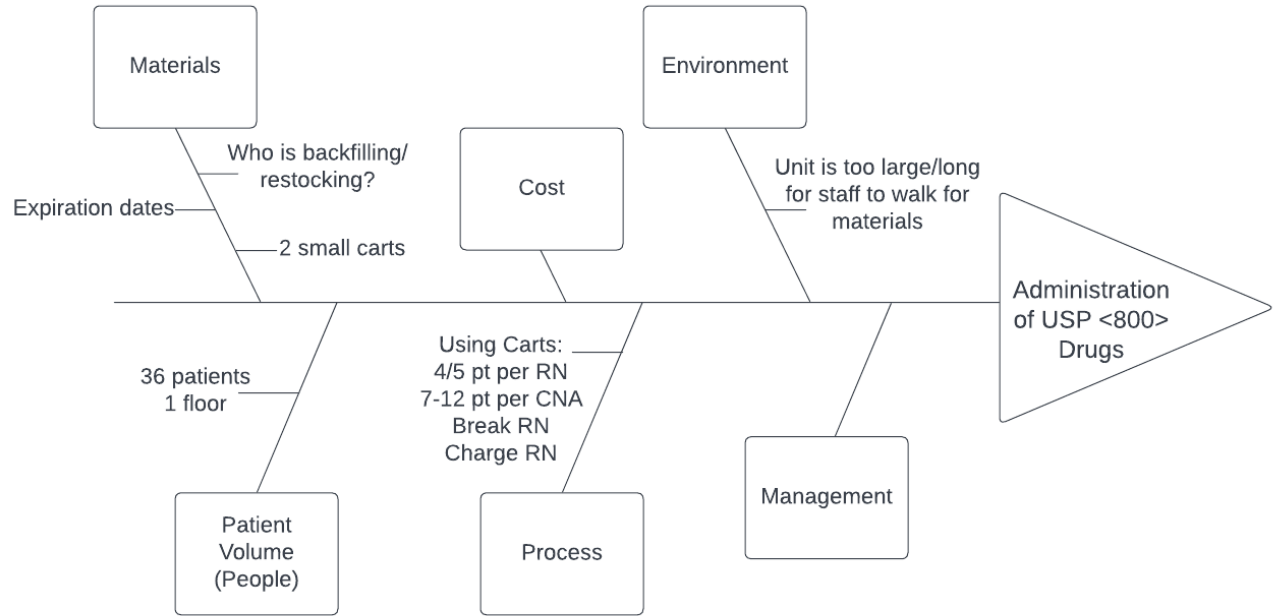 Materials
Environment
Cost
Who is backfilling/
restocking?
Expiration dates
2 small carts
Unit is too large/long
for staff to walk for
materials
Administration
of USP <800>
Drugs
36 patients
1 floor
Using Carts:
4/5 pt per RN
7-12 pt per CNA
Break RN
Charge RN
Patient
Volume
(People)
Process
Management